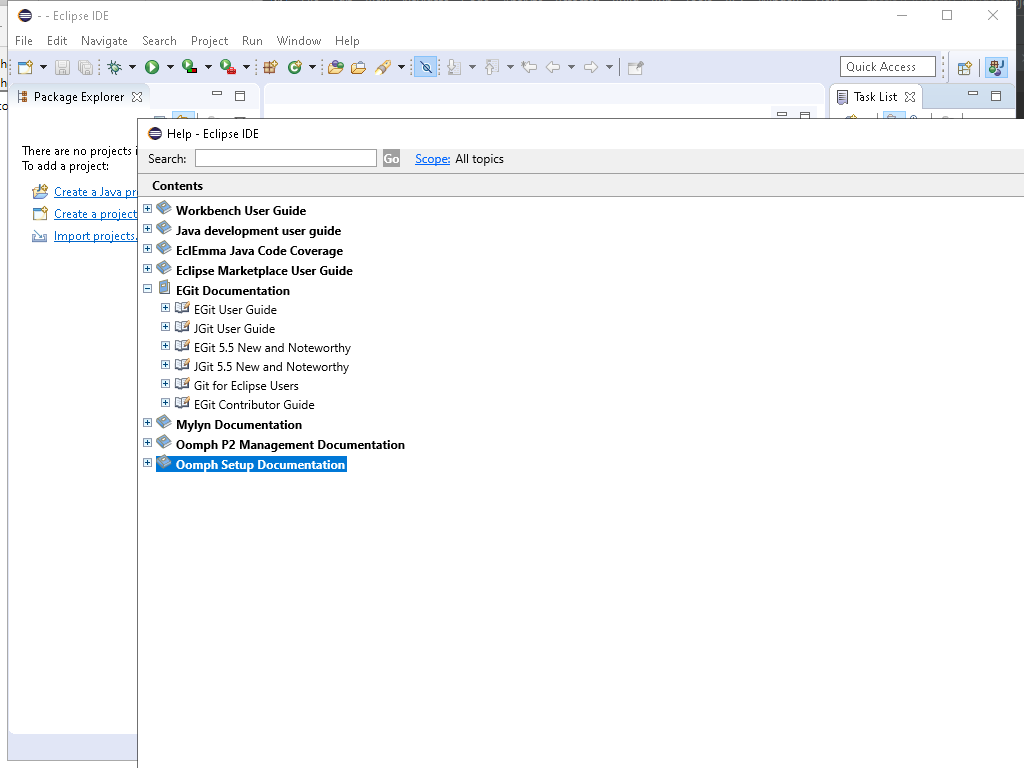 - - Eclipse IDE
File Edit Navigate Search Project Run Window Help
Quick Access
Package Explorer
Task List
There are no projects
To add a project:
Create a Java
Create a project
Import projects
Help - Eclipse IDE
Search: Go Scope: All topics
Contents
Workbench User Guide
Java development user guide
EclEmma Java Code Coverage
Eclipse Marketplace User Guide
EGit Documentation
EGit User Guide
JGit User Guide
EGit 5.5 New and Noteworthy
JGit 5.5 New and Noteworthy
Git for Eclipse Users
EGit Contributor Guide
Mylyn Documentation
Oomph P2 Management Documentation
Oomph Setup Documentation